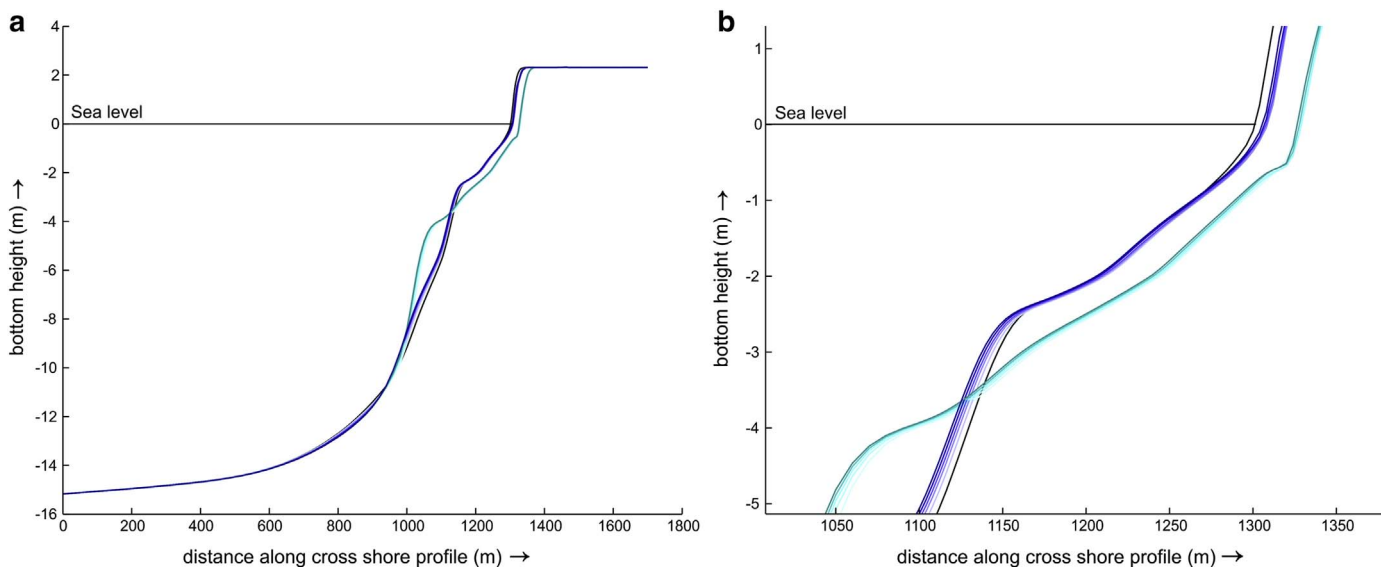 a
4
2
Sea level
0
-2
-4
-6
-8
-10
-12
-14
-16
bottom height (m) →
0 200 400 600 800 1000 1200 1400 1600 1800
distance along cross shore profile (m) →
b
1
Sea level
0
-1
-2
-3
-4
-5
bottom height (m) →
1050 1100 1150 1200 1250 1300 1350
distance along cross shore profile (m) →